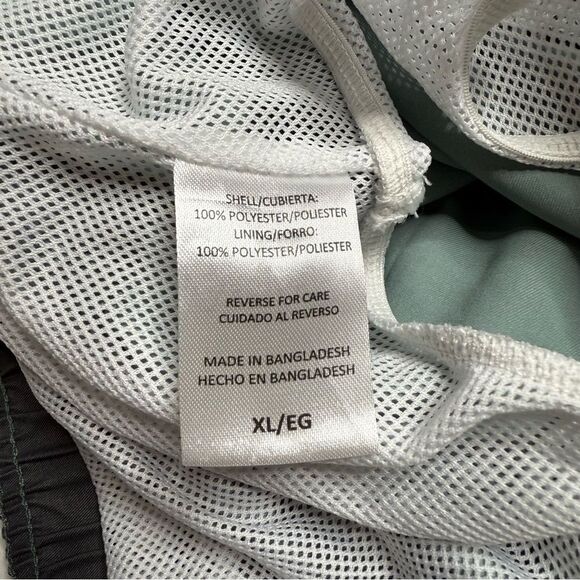 SHELL/CUBIERTA:
100% POLYESTER/POLIESTER
LINING/FORRO:
100% POLYESTER/POLIESTER
REVERSE FOR CARE
CUIDADO AL REVERSO
MADE IN BANGLADESH
HECHO EN BANGLADESH
XL/EG